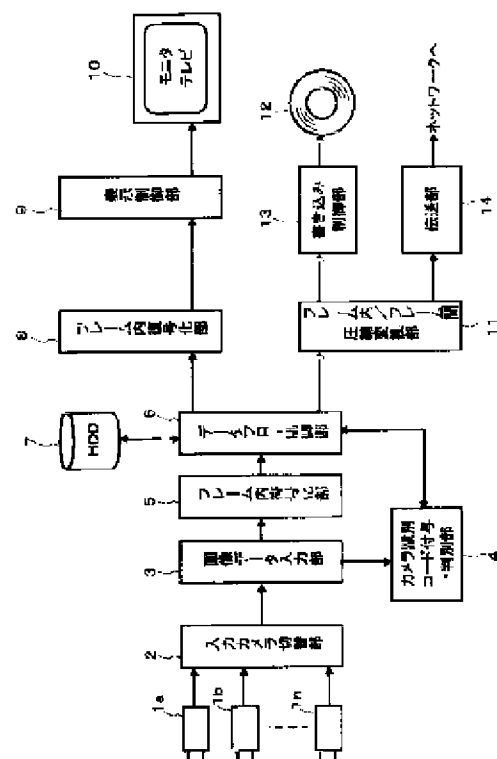 10
モニタ
テレビ
9
表示制御部
8
フレーム内復号化部
12
13
書き込み
制御部
ネットワークへ
14
伝送部
11
フレーム内/フレーム間
圧縮変換部
7
HDD
6
データフロー制御部
5
フレーム内符号化部
3
画像データ入力部
4
カメラ識別
コード付与
・判別部
2
入力カメラ切替部
1a
1b
1n